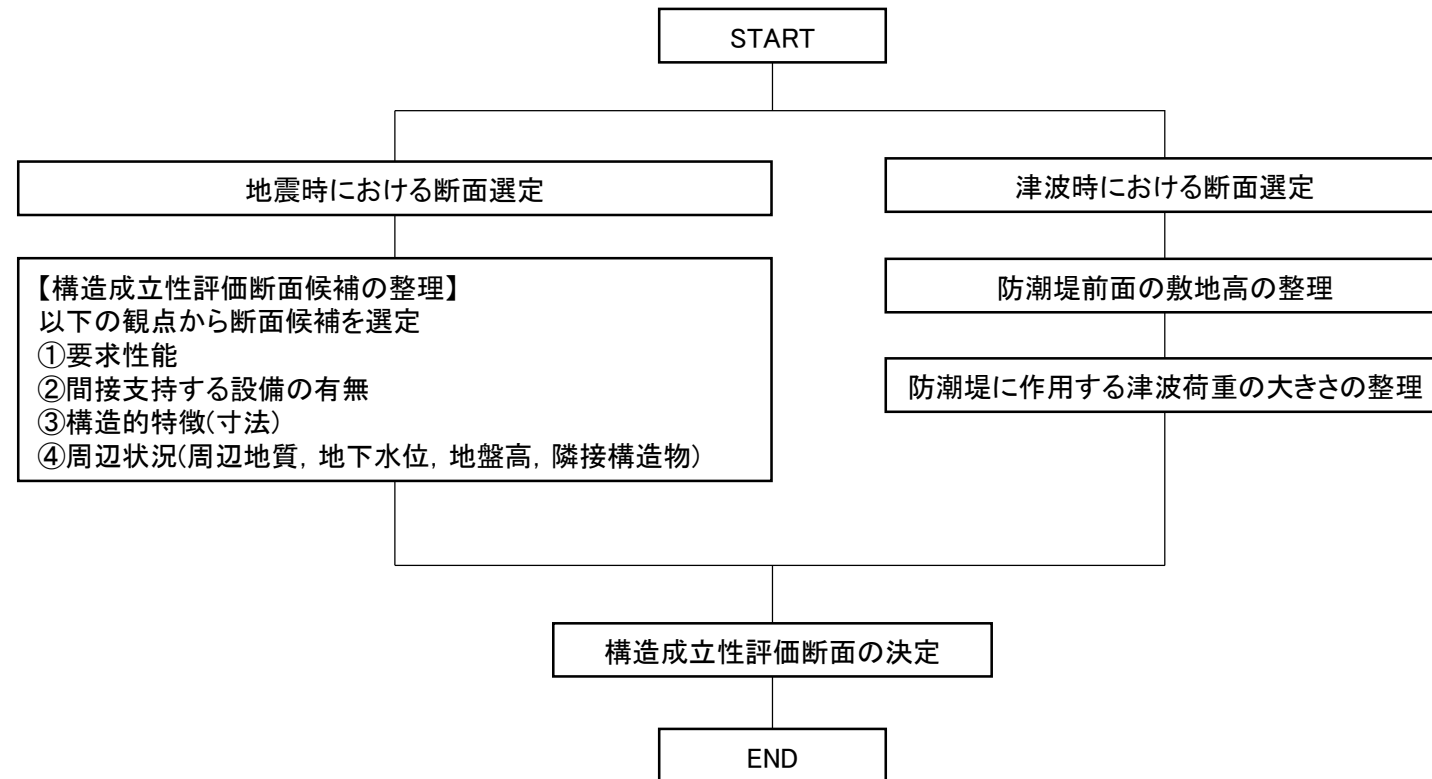 START
地震時における断面選定
津波時における断面選定
【構造成立性評価断面候補の整理】
以下の観点から断面候補を選定
①要求性能
②間接支持する設備の有無
③構造的特徴(寸法)
④周辺状況(周辺地質, 地下水位, 地盤高, 隣接構造物)
防潮堤前面の敷地高の整理
防潮堤に作用する津波荷重の大きさの整理
構造成立性評価断面の決定
END